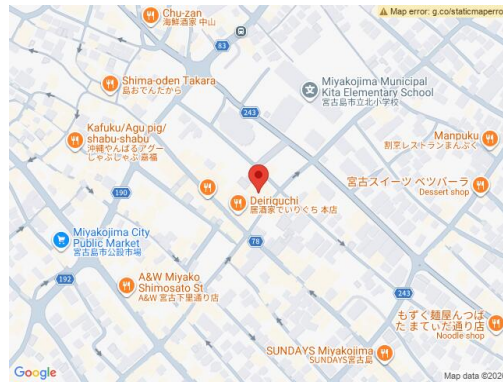 Map error: g.co/staticmaperro
Chu-zan
海鮮酒家 中山
83
Shima-oden Takara
島おでんたから
Miyakojima Municipal
Kita Elementary School
宮古島市立北小学校
243
Kafuku/Agu pig/
shabu-shabu
沖縄やんばるアグー
しゃぶしゃぶ 嘉福
Manpuku
割烹レストランまんぷく
宮古スイーツ ベツバーラ
Dessert shop
190
Deiriguchi
居酒家でいりぐち 本店
Miyakojima City
Public Market
宮古島市公設市場
78
192
A&W Miyako
Shimosato St
A&W 宮古下里通り店
243
もずく麺屋んつば
た まてぃだ通り店
Noodle shop
SUNDAYS Miyakojima
SUNDAYS宮古島
Google
Map data ©202